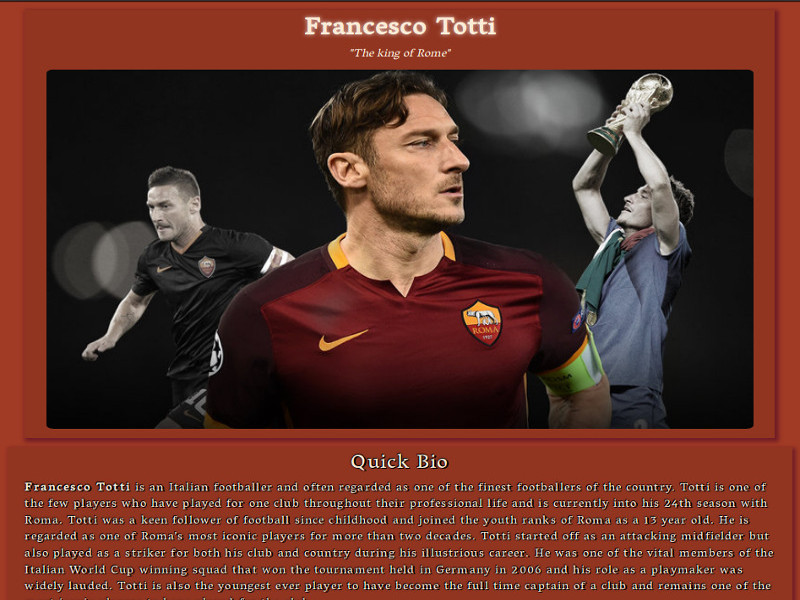 Francesco Totti
"The king of Rome"
ROMA
1927
Quick Bio
Francesco Totti is an Italian footballer and often regarded as one of the finest footballers of the country. Totti is one of
the few players who have played for one club throughout their professional life and is currently into his 24th season with
Roma. Totti was a keen follower of football since childhood and joined the youth ranks of Roma as a 13 year old. He is
regarded as one of Roma's most iconic players for more than two decades. Totti started off as an attacking midfielder but
also played as a striker for both his club and country during his illustrious career. He was one of the vital members of the
Italian World Cup winning squad that won the tournament held in Germany in 2006 and his role as a playmaker was
widely lauded. Totti is also the youngest ever player to have become the full time captain of a club and remains one of the